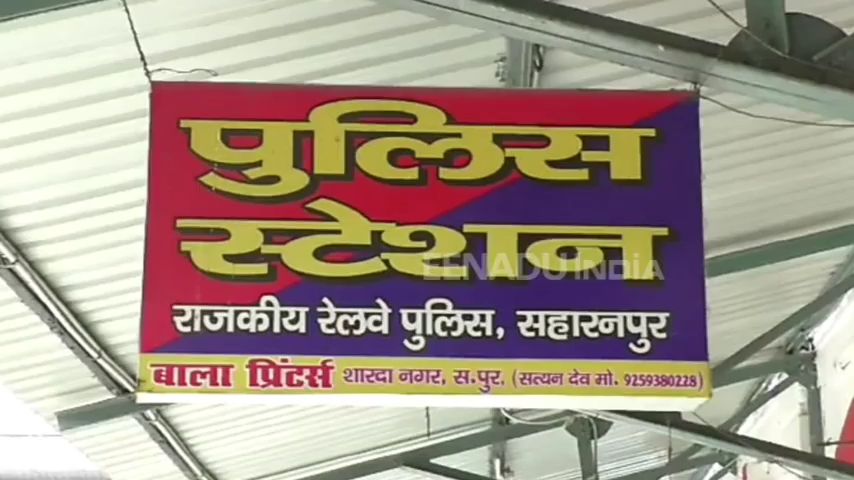 पुलिस
स्टेशन
EENADU INDIA
राजकीय रेलवे पुलिस, सहारनपुर
बाला प्रिंटर्स शारदा नगर, स.पुर. (सत्यन देव मो. 9259380228)